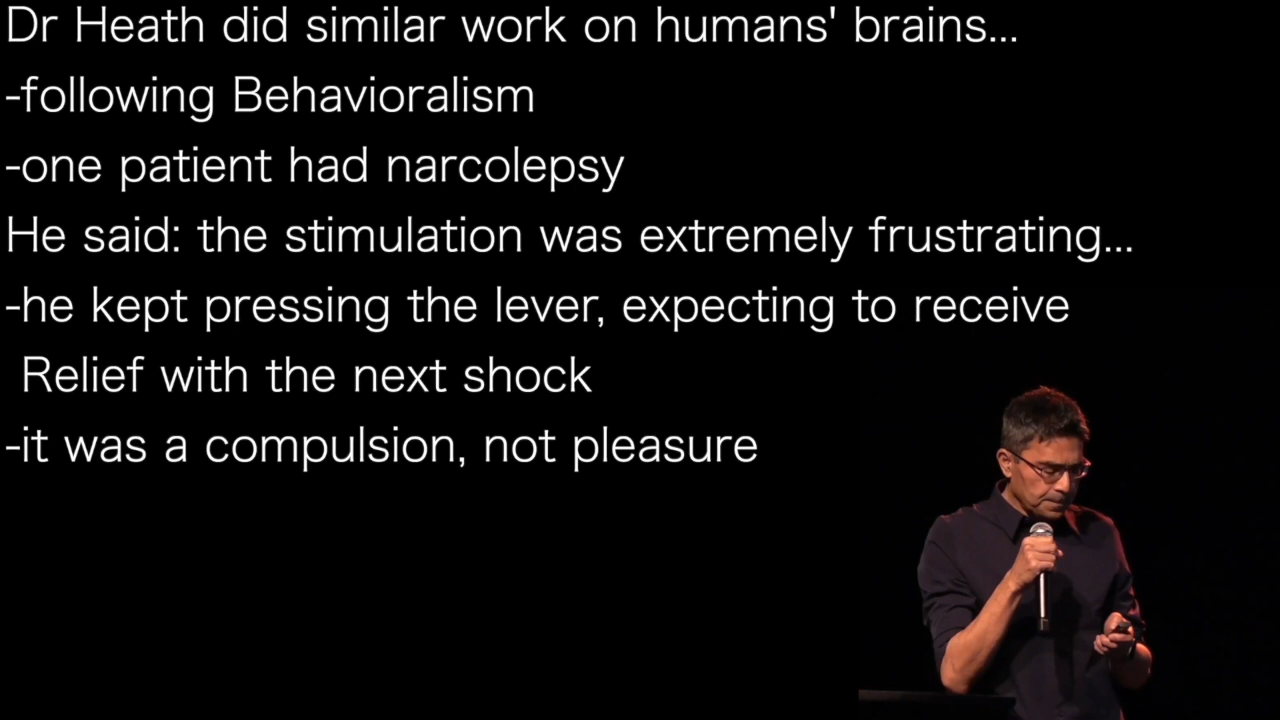 Dr Heath did similar work on humans' brains...
-following Behavioralism
-one patient had narcolepsy
He said: the stimulation was extremely frustrating...
-he kept pressing the lever, expecting to receive
Relief with the next shock
-it was a compulsion, not pleasure